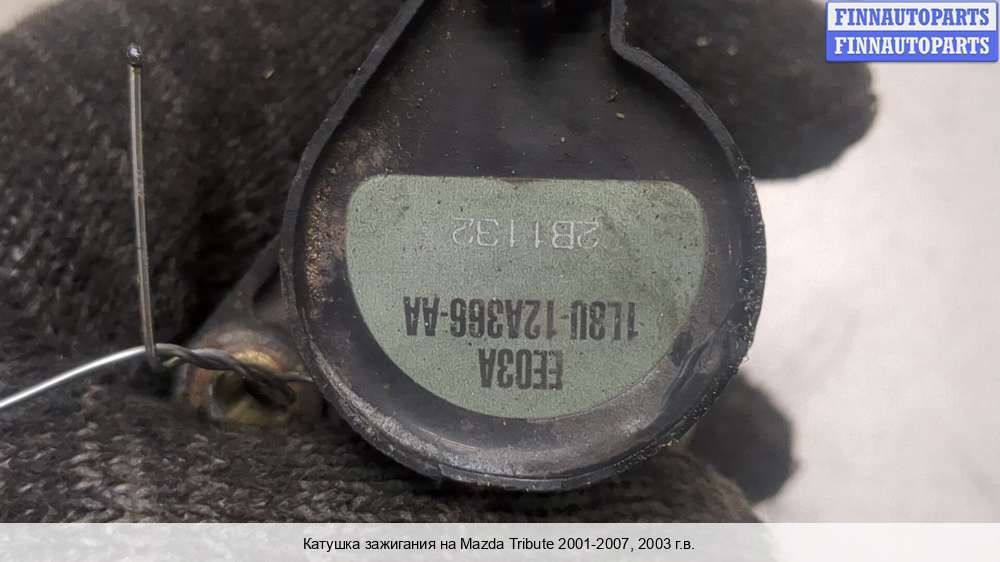 FINNAUTOPARTS
FINNAUTOPARTS
EE03A
1L8U-12A366-AA
2B1132
Катушка зажигания на Mazda Tribute 2001-2007, 2003 г.в.